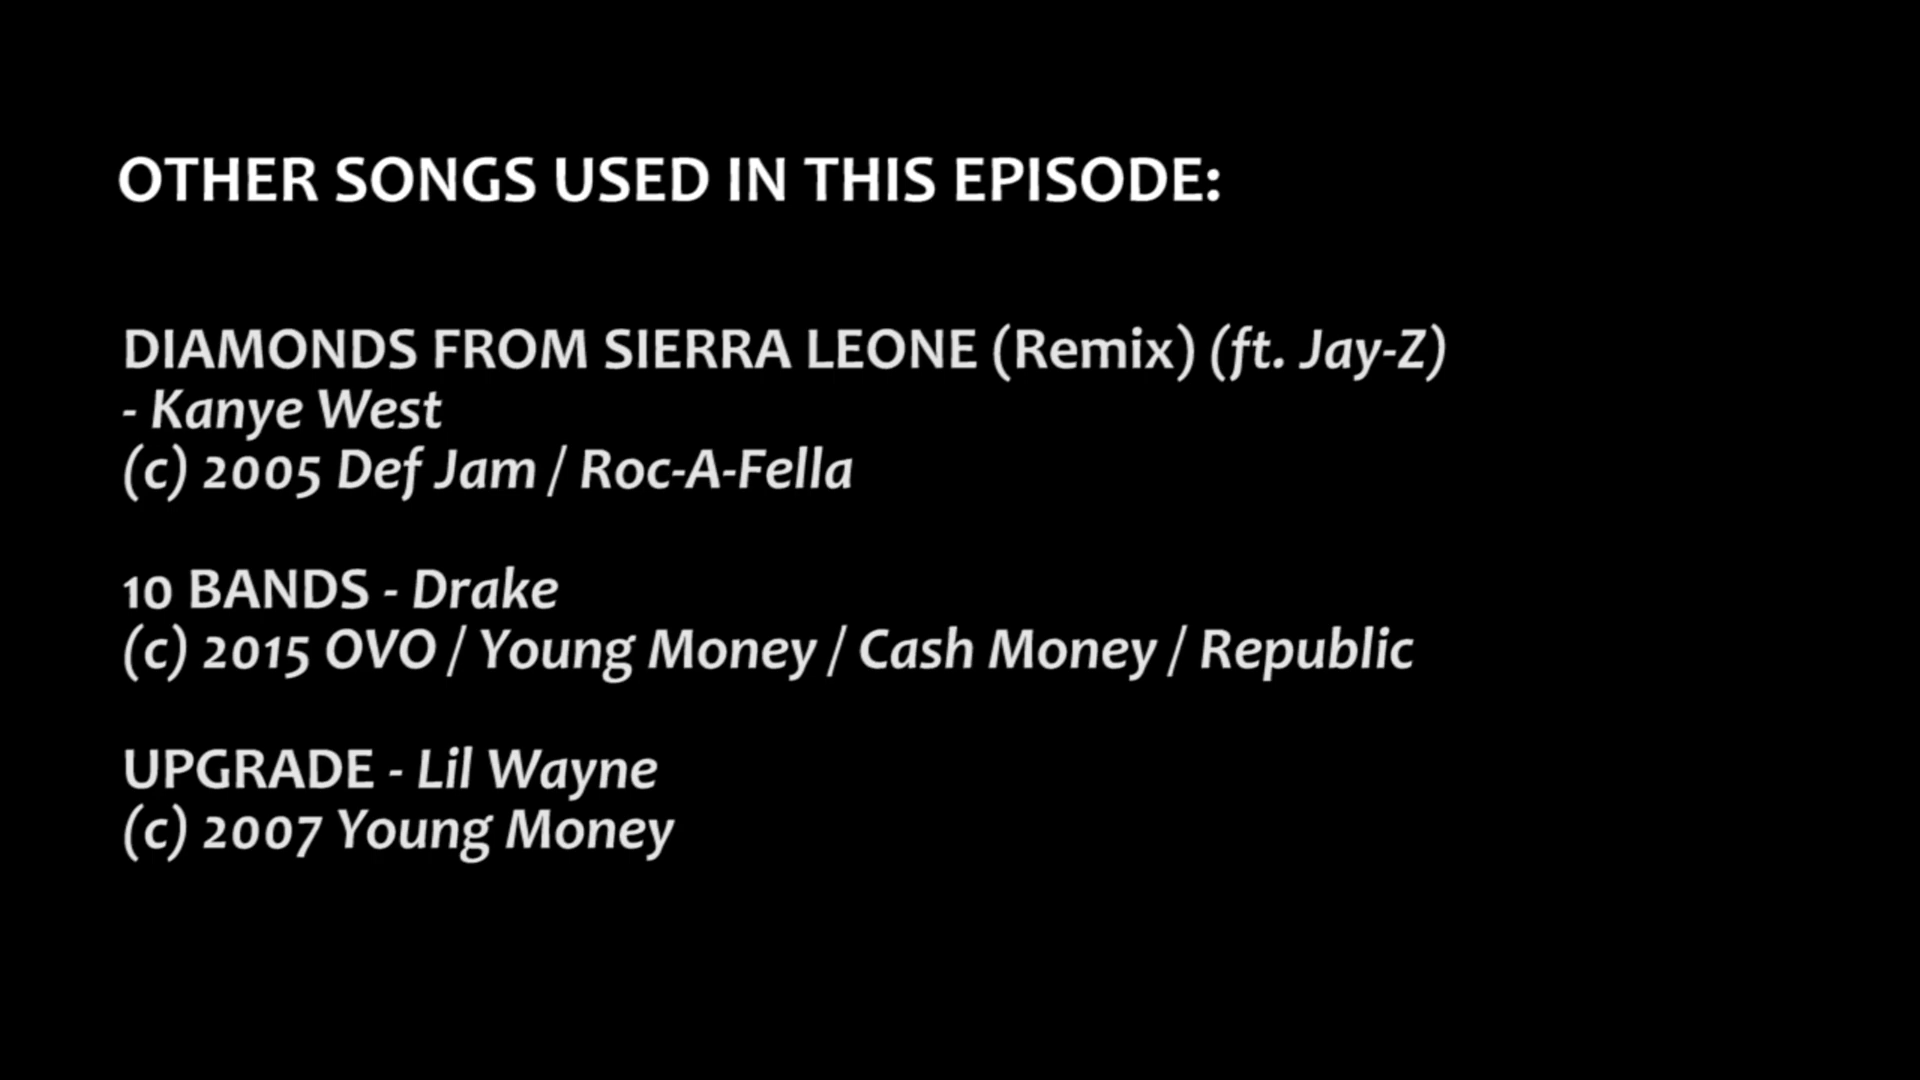 OTHER SONGS USED IN THIS EPISODE:
DIAMONDS FROM SIERRA LEONE (Remix) (ft. Jay-Z)
- Kanye West
(c) 2005 Def Jam / Roc-A-Fella
10 BANDS - Drake
(c) 2015 OVO / Young Money / Cash Money / Republic
UPGRADE - Lil Wayne
(c) 2007 Young Money